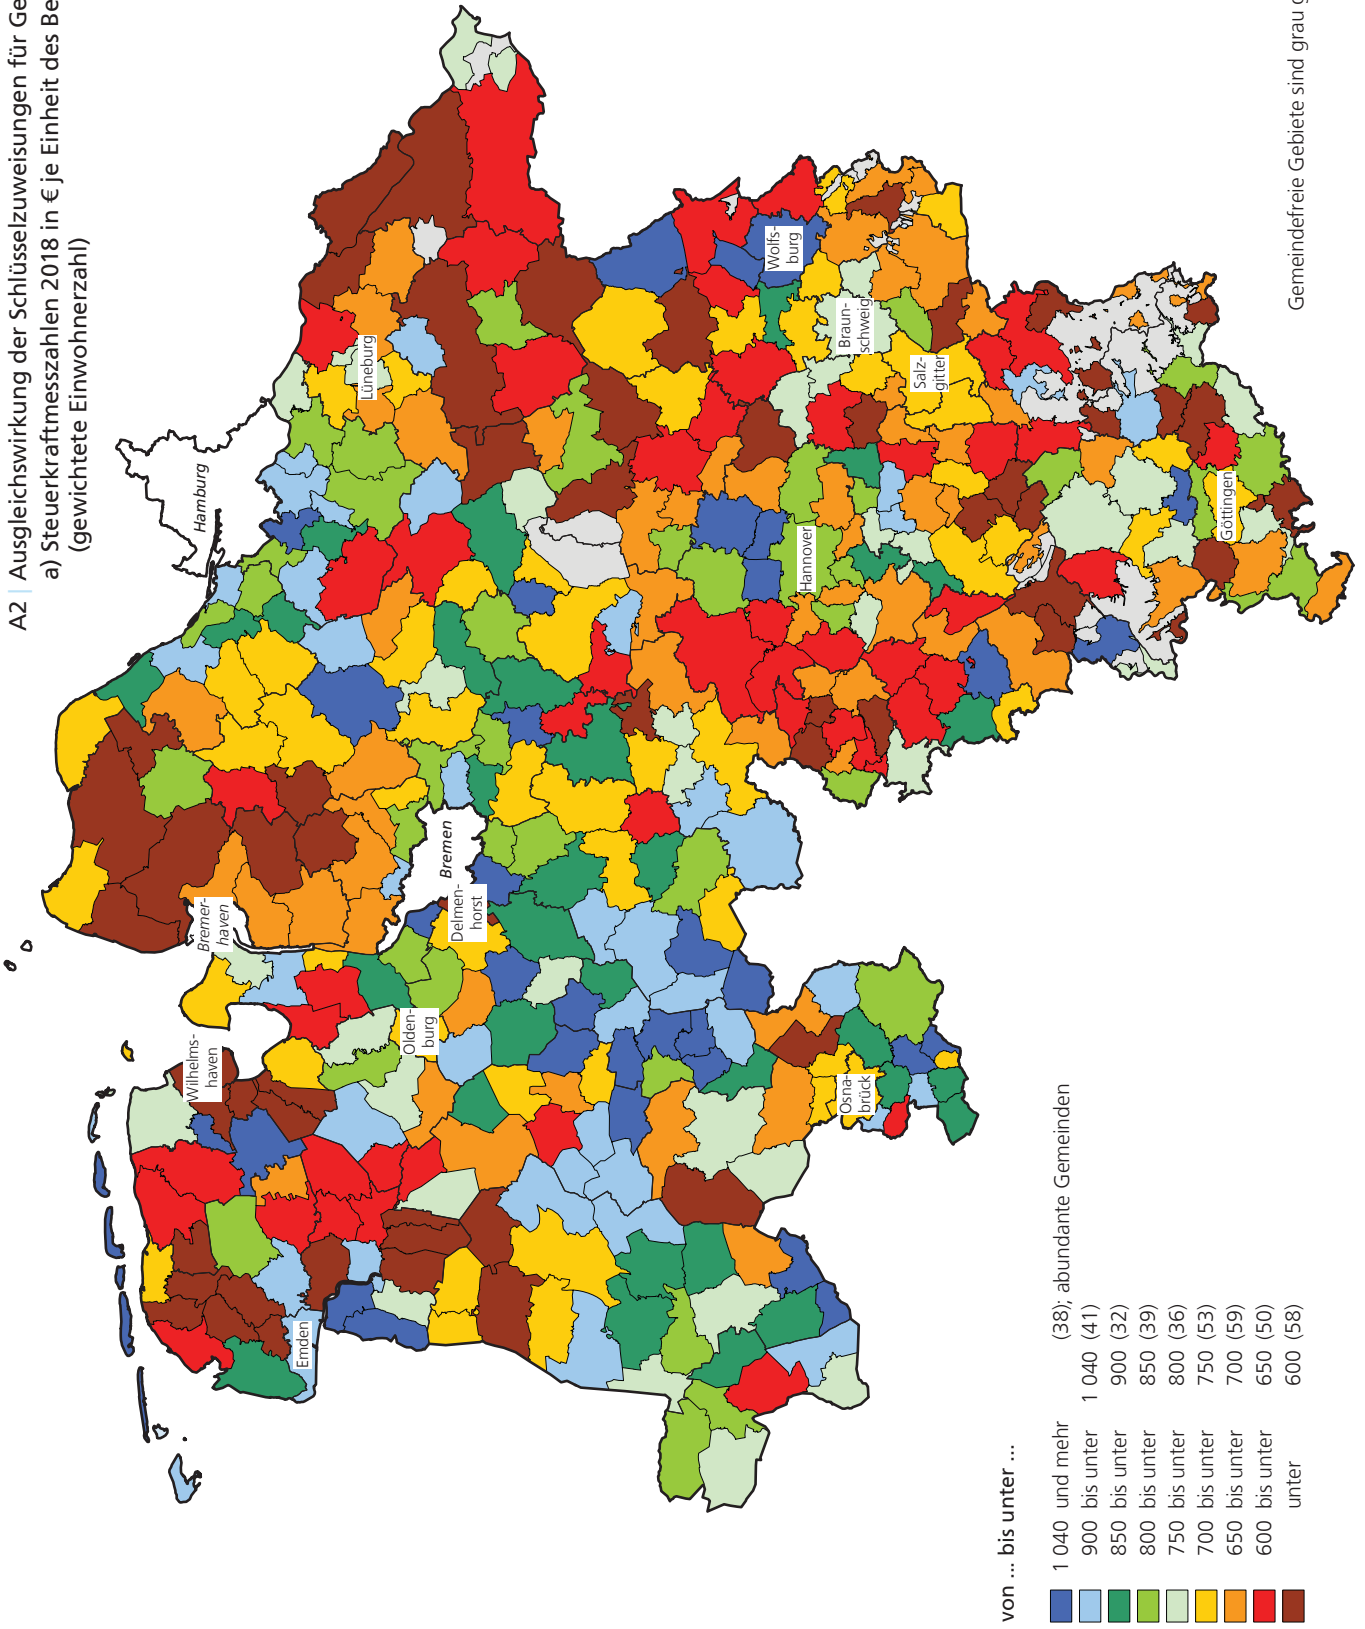 A2 | Ausgleichswirkung der Schlüsselzuweisungen für Ge
a) Steuerkraftmesszahlen 2018 in € je Einheit des Be
(gewichtete Einwohnerzahl)
Hamburg
Lüneburg
Bremer-
haven
Wilhelms-
haven
Emden
Bremen
Delmen-
horst
Olden-
burg
Wolfs-
burg
Braun-
schweig
Salz-
gitter
Hannover
Osna-
brück
Göttingen
von ... bis unter ...
1 040 und mehr (38); abundante Gemeinden
900 bis unter 1 040 (41)
850 bis unter 900 (32)
800 bis unter 850 (39)
750 bis unter 800 (36)
700 bis unter 750 (53)
650 bis unter 700 (59)
600 bis unter 650 (50)
unter 600 (58)
Gemeindefreie Gebiete sind grau g